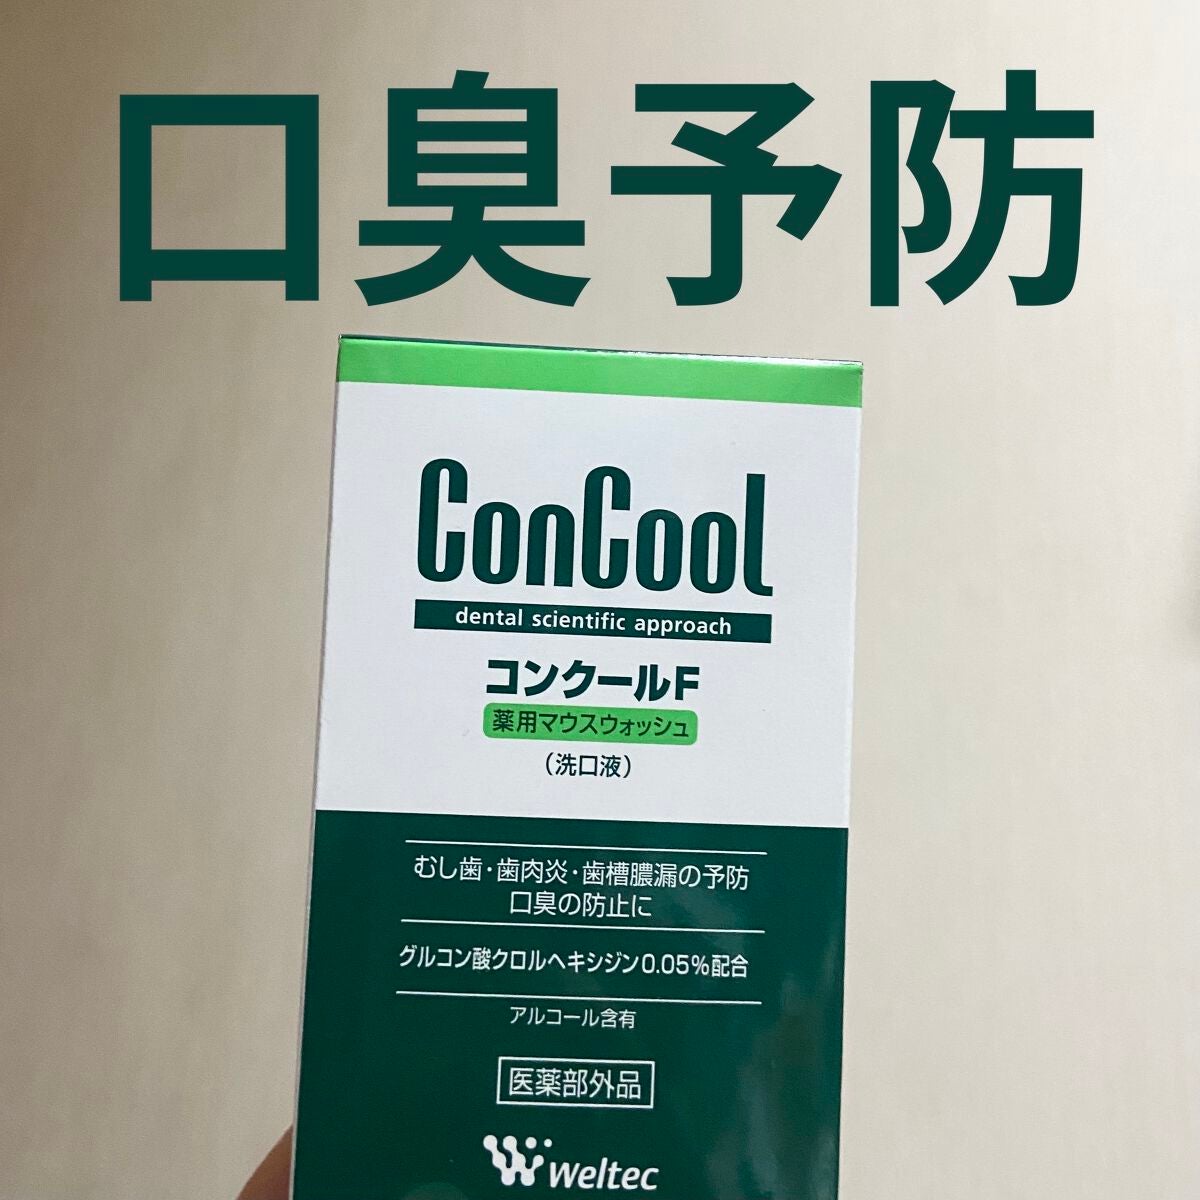 口臭予防
ConCool
dental scientific approach
コンクールF
薬用マウスウォッシュ
（洗口液）
むし歯・歯肉炎・歯槽膿漏の予防
口臭の防止に
グルコン酸クロルヘキシジン0.05％配合
アルコール含有
医薬部外品
weltec